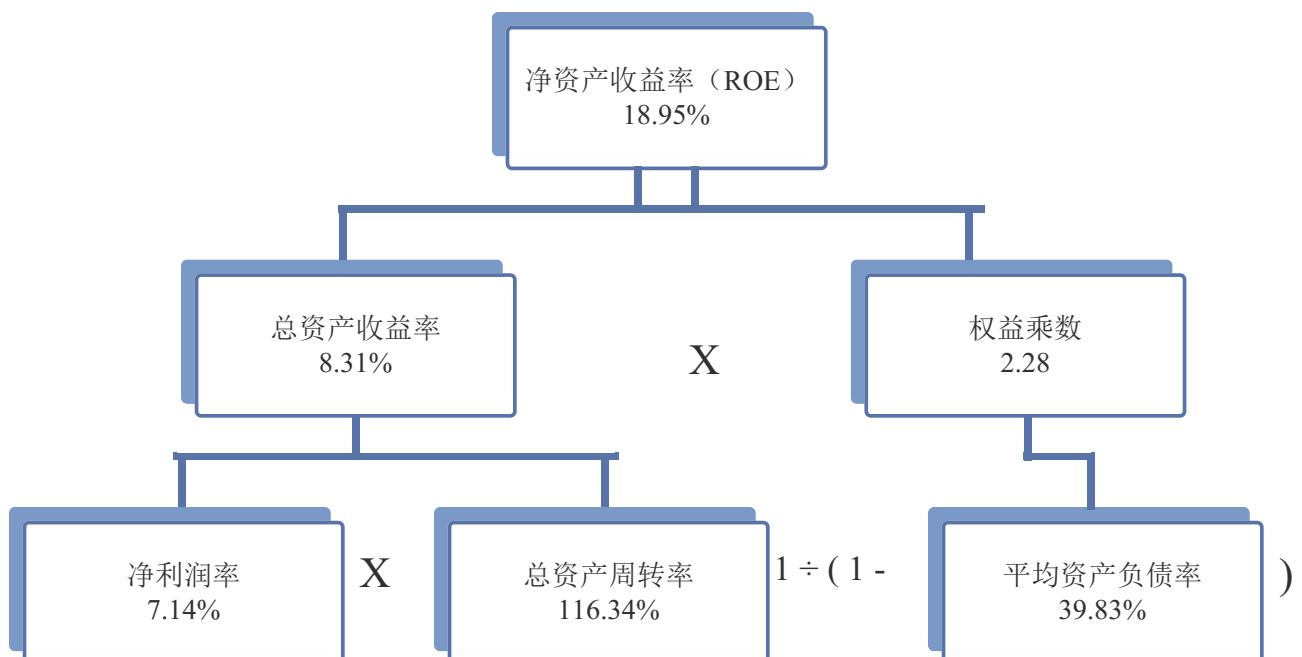 净资产收益率（ROE）
18.95%
总资产收益率
8.31%
X
权益乘数
2.28
净利润率
7.14%
X
总资产周转率
116.34%
1 ÷ ( 1 -
平均资产负债率
39.83%
)